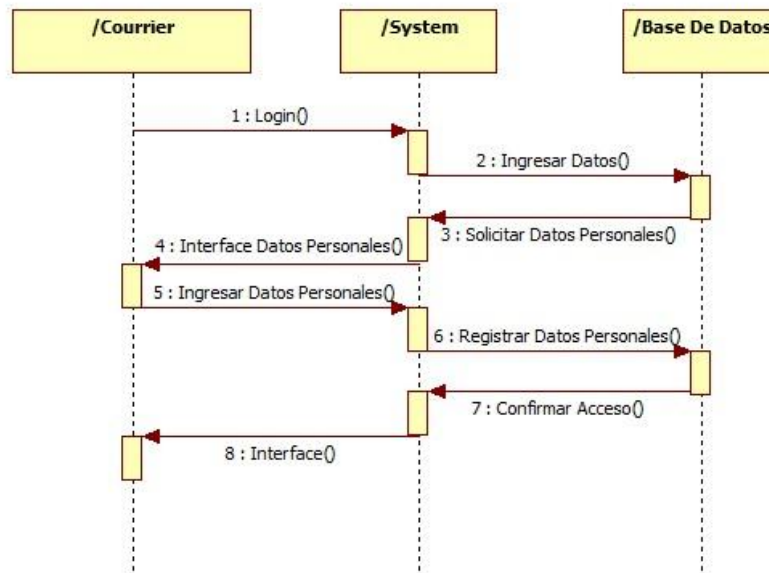 /Courrier
/System
/Base De Datos
1 : Login()
2 : Ingresar Datos()
3 : Solicitar Datos Personales()
4 : Interface Datos Personales()
5 : Ingresar Datos Personales()
6 : Registrar Datos Personales()
7 : Confirmar Acceso()
8 : Interface()